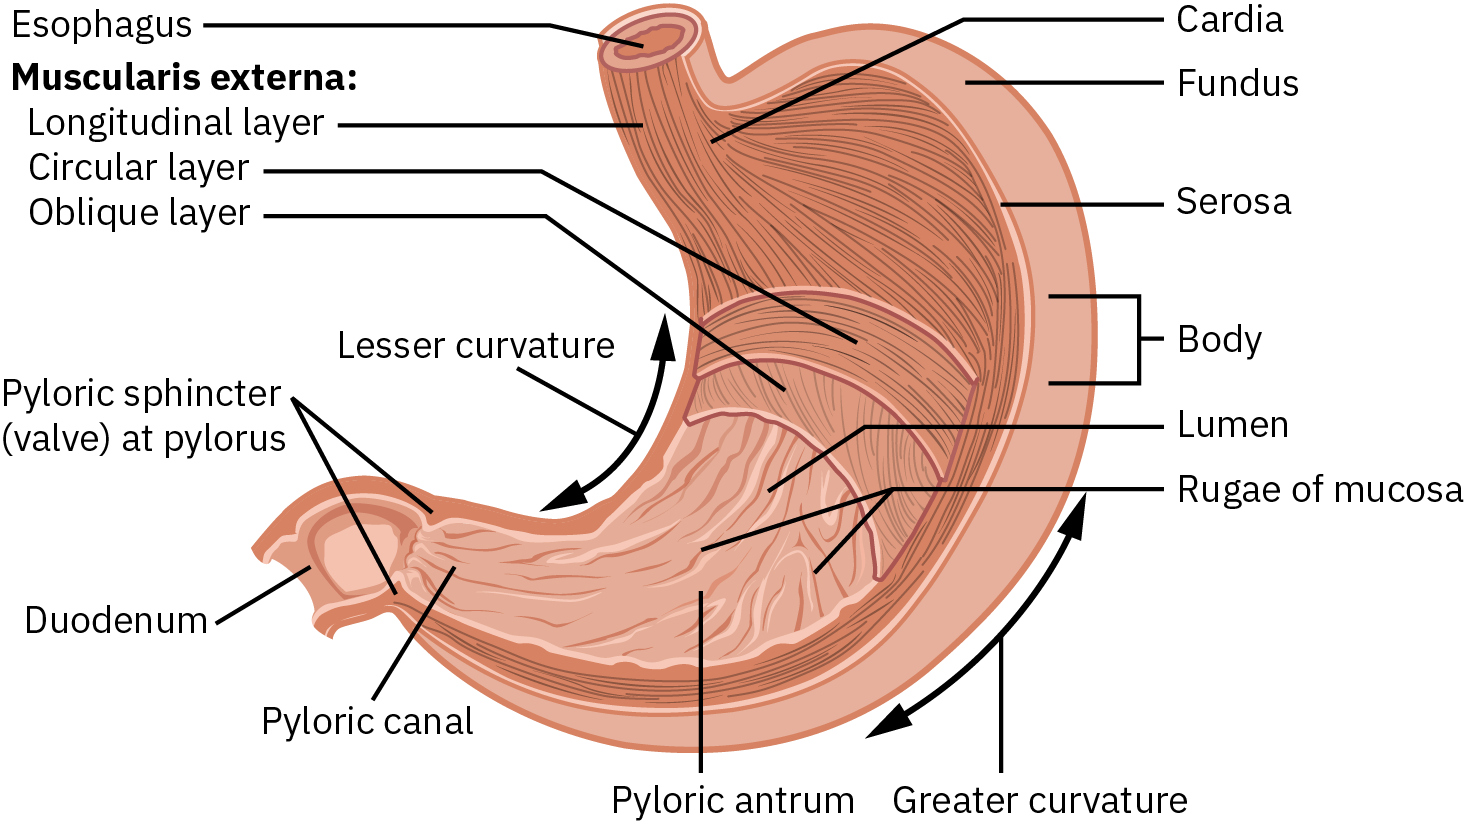 Esophagus
Muscularis externa:
Longitudinal layer
Circular layer
Oblique layer
Lesser curvature
Pyloric sphincter
(valve) at pylorus
Duodenum
Pyloric canal
Pyloric antrum
Greater curvature
Cardia
Fundus
Serosa
Body
Lumen
Rugae of mucosa